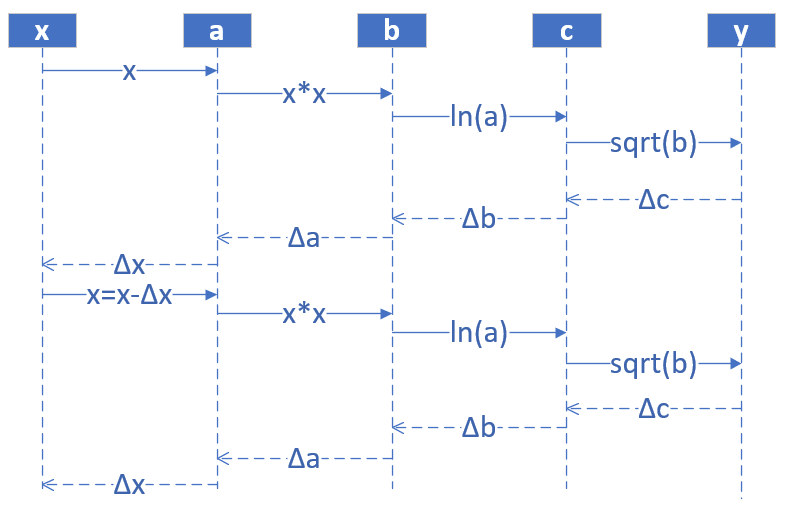 x a b c y
x
x*x
ln(a)
sqrt(b)
Δc
Δb
Δa
Δx
x=x-Δx
x*x
ln(a)
sqrt(b)
Δc
Δb
Δa
Δx